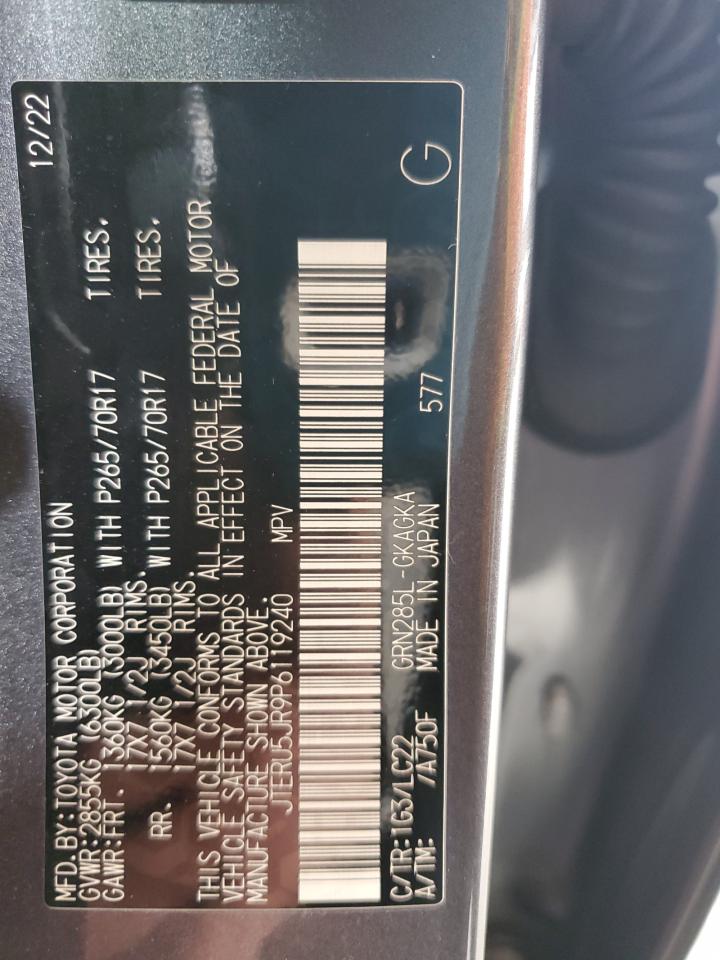 MFD.BY:TOYOTA MOTOR CORPORATION 12/22
GVWR:2855KG (6300LB)
GAWR:FRT. 1360KG (3000LB) WITH P265/70R17 TIRES.
17X7 1/2J RIMS.
RR. 1560KG (3450LB) WITH P265/70R17 TIRES.
17X7 1/2J RIMS.
THIS VEHICLE CONFORMS TO ALL APPLICABLE FEDERAL MOTOR
VEHICLE SAFETY STANDARDS IN EFFECT ON THE DATE OF
MANUFACTURE SHOWN ABOVE.
JTERU5JR9P6119240 MPV
C/TR:1G3/LC22 GRN285L-GKAGKA
A/TM: /A750F MADE IN JAPAN 577
G